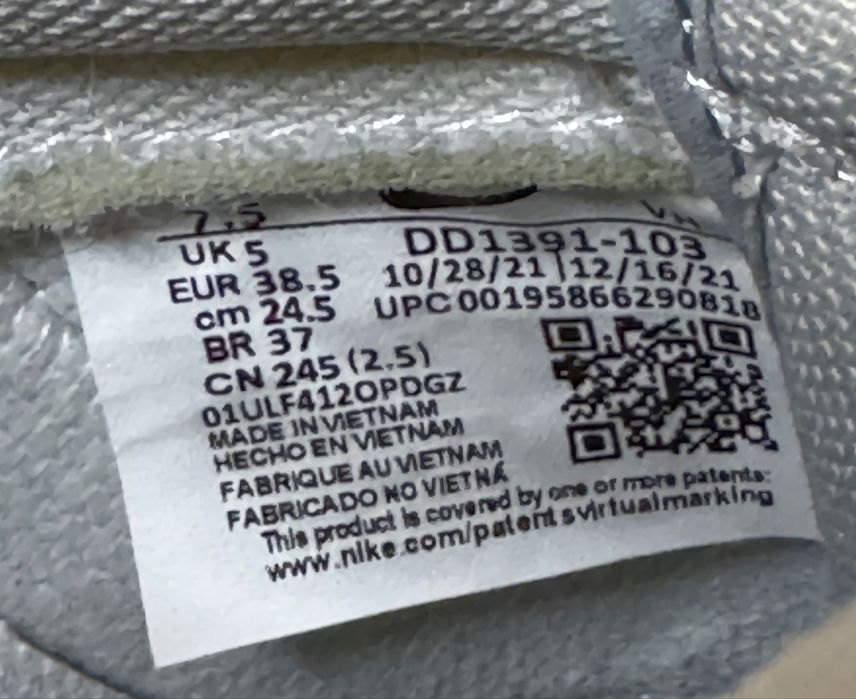 7.5 VN
UK 5 DD1391-103
EUR 38.5 10/28/21 | 12/16/21
cm 24.5 UPC 00195866290818
BR 37
CN 245 (2.5)
01ULF412OPDGZ
MADE IN VIETNAM
HECHO EN VIETNAM
FABRIQUE AU VIETNAM
FABRICADO NO VIETNÃ
This product is covered by one or more patents:
www.nike.com/patentsvirtualmarking